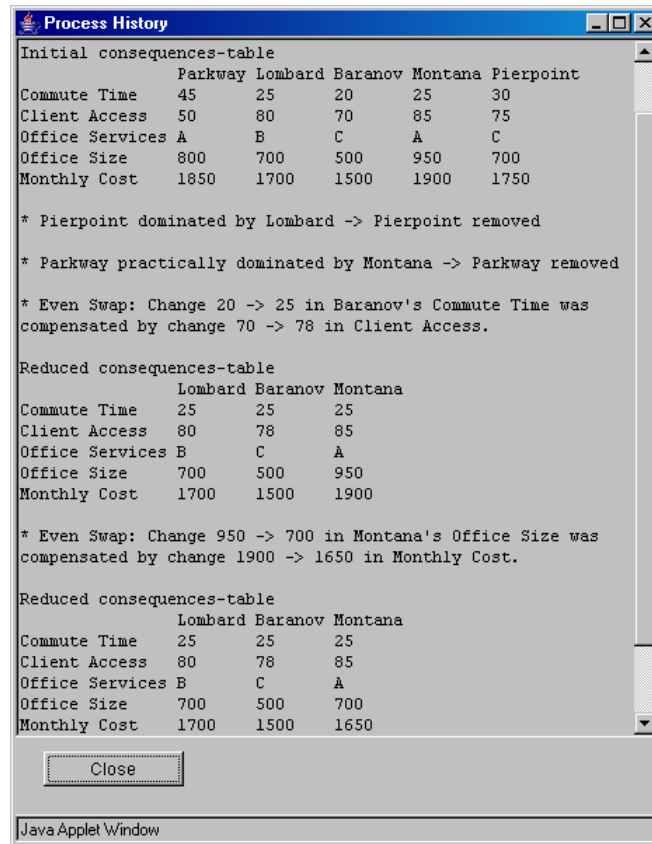 Process History
Initial consequences-table
Parkway Lombard Baranov Montana Pierpoint
Commute Time 45 25 20 25 30
Client Access 50 80 70 85 75
Office Services A B C A C
Office Size 800 700 500 950 700
Monthly Cost 1850 1700 1500 1900 1750
* Pierpoint dominated by Lombard -> Pierpoint removed
* Parkway practically dominated by Montana -> Parkway removed
* Even Swap: Change 20 -> 25 in Baranov's Commute Time was
compensated by change 70 -> 78 in Client Access.
Reduced consequences-table
Lombard Baranov Montana
Commute Time 25 25 25
Client Access 80 78 85
Office Services B C A
Office Size 700 500 950
Monthly Cost 1700 1500 1900
* Even Swap: Change 950 -> 700 in Montana's Office Size was
compensated by change 1900 -> 1650 in Monthly Cost.
Reduced consequences-table
Lombard Baranov Montana
Commute Time 25 25 25
Client Access 80 78 85
Office Services B C A
Office Size 700 500 700
Monthly Cost 1700 1500 1650
Close
Java Applet Window